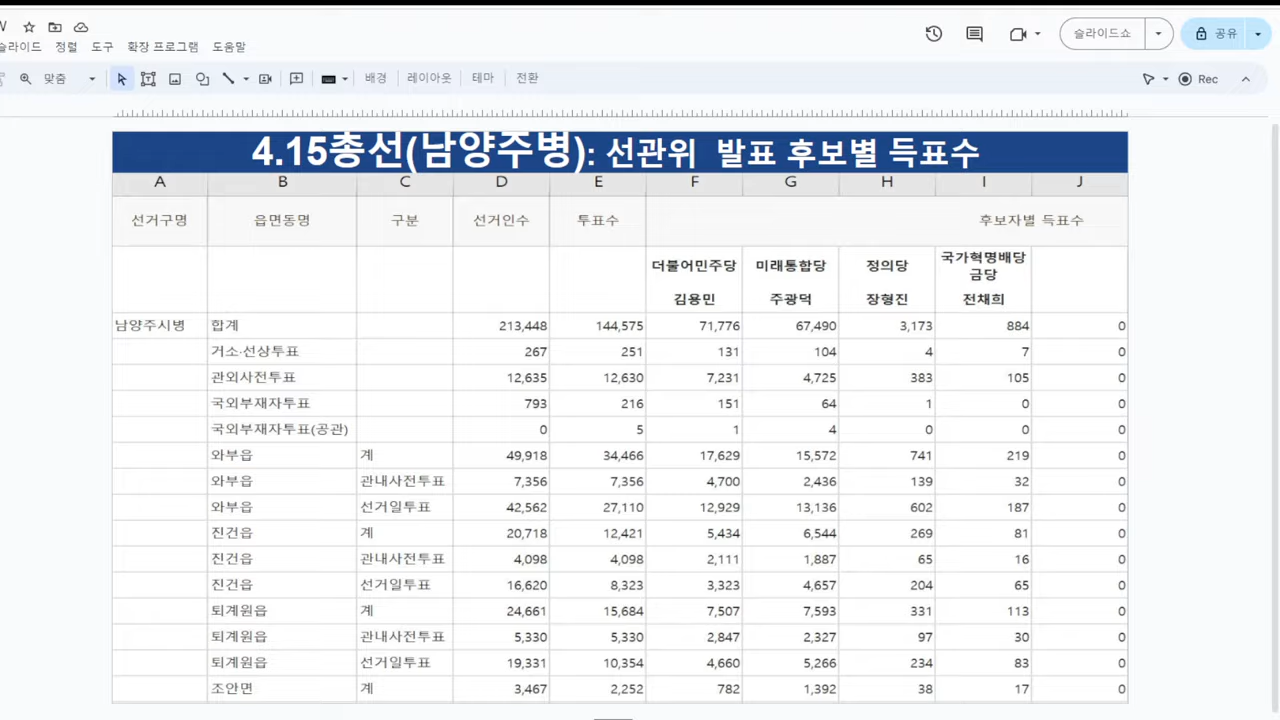 슬라이드 정렬 도구 확장 프로그램 도움말
슬라이드쇼 공유
맞춤 배경 레이아웃 테마 전환 Rec
4.15총선(남양주병): 선관위 발표 후보별 득표수
A B C D E F G H I J
선거구명 읍면동명 구분 선거인수 투표수 후보자별 득표수
더불어민주당 미래통합당 정의당 국가혁명배당
금당
김용민 주광덕 장형진 전채희
남양주시병 합계 213,448 144,575 71,776 67,490 3,173 884 0
거소·선상투표 267 251 131 104 4 7 0
관외사전투표 12,635 12,630 7,231 4,725 383 105 0
국외부재자투표 793 216 151 64 1 0 0
국외부재자투표(공관) 0 5 1 4 0 0 0
와부읍 계 49,918 34,466 17,629 15,572 741 219 0
와부읍 관내사전투표 7,356 7,356 4,700 2,436 139 32 0
와부읍 선거일투표 42,562 27,110 12,929 13,136 602 187 0
진건읍 계 20,718 12,421 5,434 6,544 269 81 0
진건읍 관내사전투표 4,098 4,098 2,111 1,887 65 16 0
진건읍 선거일투표 16,620 8,323 3,323 4,657 204 65 0
퇴계원읍 계 24,661 15,684 7,507 7,593 331 113 0
퇴계원읍 관내사전투표 5,330 5,330 2,847 2,327 97 30 0
퇴계원읍 선거일투표 19,331 10,354 4,660 5,266 234 83 0
조안면 계 3,467 2,252 782 1,392 38 17 0